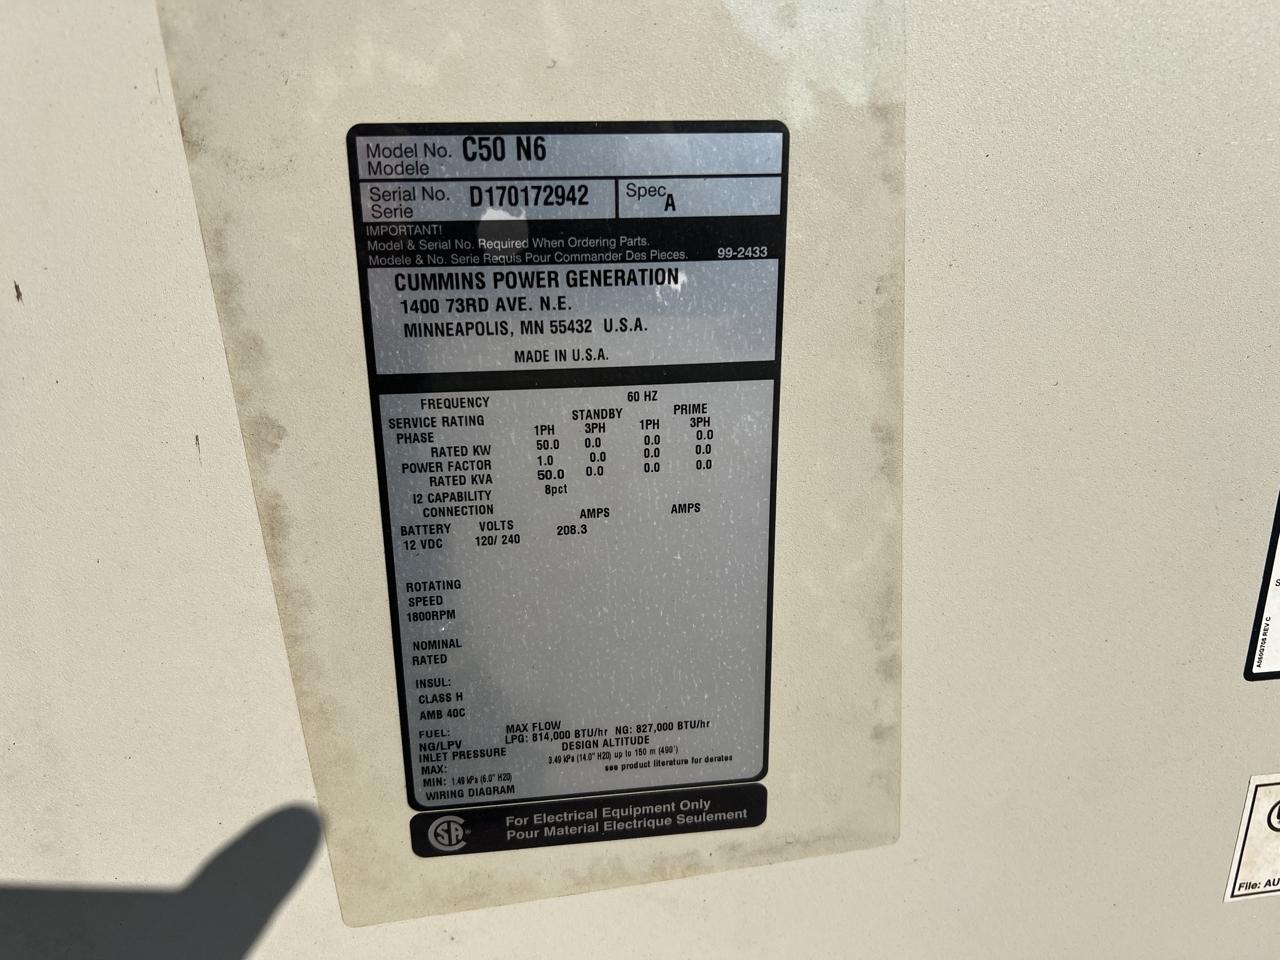 Model No. C50 N6
Modele
Serial No. D170172942 Spec A
Serie
IMPORTANT!
Model & Serial No. Required When Ordering Parts.
Modele & No. Serie Requis Pour Commander Des Pieces. 99-2433
CUMMINS POWER GENERATION
1400 73RD AVE. N.E.
MINNEAPOLIS, MN 55432 U.S.A.
MADE IN U.S.A.
FREQUENCY 60 HZ
SERVICE RATING STANDBY PRIME
PHASE 1PH 3PH 1PH 3PH
RATED KW 50.0 0.0 0.0 0.0
POWER FACTOR 1.0 0.0 0.0 0.0
RATED KVA 50.0 0.0 0.0 0.0
I2 CAPABILITY 8pct
CONNECTION AMPS AMPS
BATTERY VOLTS 208.3
12 VDC 120/ 240
ROTATING
SPEED
1800RPM
NOMINAL
RATED
INSUL:
CLASS H
AMB 40C
FUEL: MAX FLOW
NG/LPV LPG: 814,000 BTU/hr NG: 827,000 BTU/hr
INLET PRESSURE DESIGN ALTITUDE
MAX: 3.49 kPa (14.0" H20) up to 150 m (490')
MIN: 1.49 kPa (6.0" H20) see product literature for derates
WIRING DIAGRAM
For Electrical Equipment Only
Pour Material Electrique Seulement
File: AU